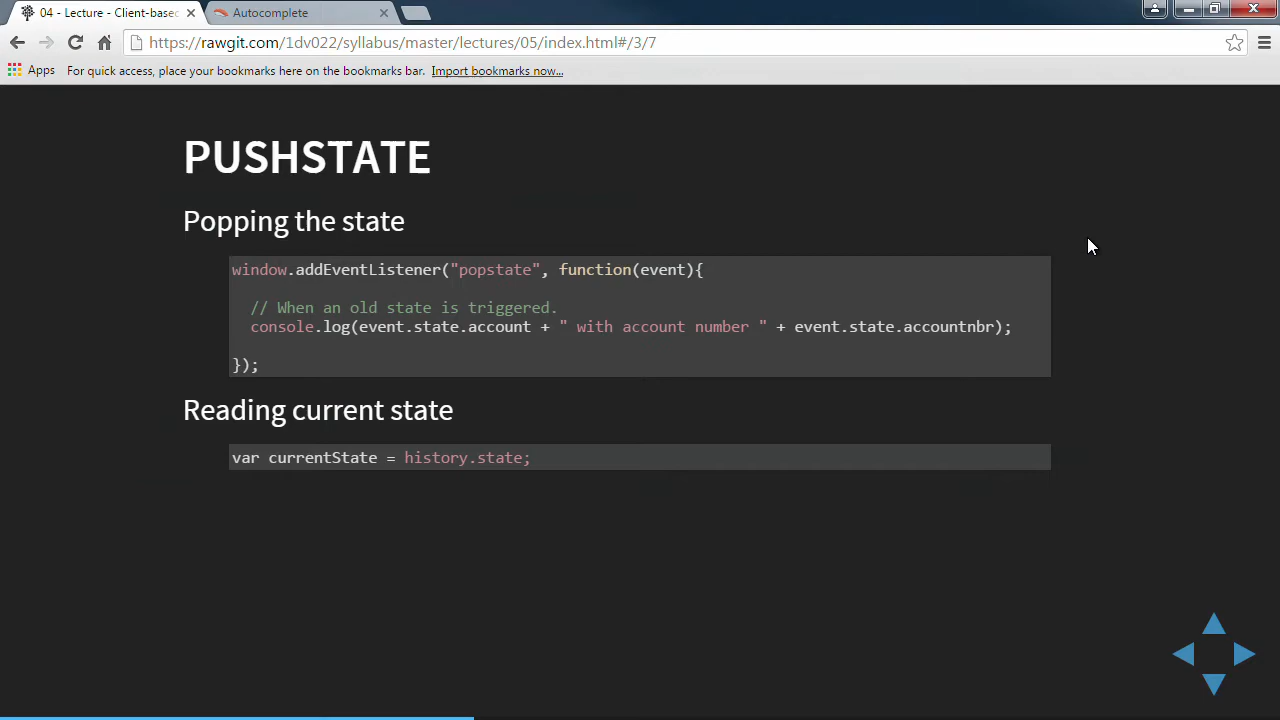 04 - Lecture - Client-basec
Autocomplete
https://rawgit.com/1dv022/syllabus/master/lectures/05/index.html#/3/7
Apps For quick access, place your bookmarks here on the bookmarks bar. Import bookmarks now...
PUSHSTATE
Popping the state
window.addEventListener("popstate", function(event){
// When an old state is triggered.
console.log(event.state.account + " with account number " + event.state.accountnbr);
});
Reading current state
var currentState = history.state;